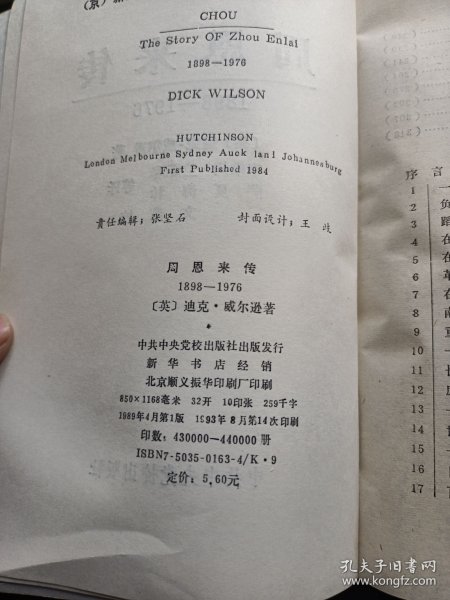 CHOU
The Story OF Zhou Enlai
1898—1976
DICK WILSON
HUTCHINSON
London Melbourne Sydney Auck lani Johannesburg
First Published 1984
责任编辑：张坚石 封面设计：王 歧
周恩来传
1898—1976
〔英〕迪克·威尔逊著
中共中央党校出版社出版发行
新华书店经销
北京顺义振华印刷厂印刷
850×1168毫米 32开 10印张 259千字
1989年4月第1版 1993年8月第14次印刷
印数：430000—440000册
ISBN7-5035-0163-4/K·9
定价：5.60元
序 言
1
2
3
4
5
6
7
8
9
10
11
12
13
14
15
16
17
孔夫子旧书网
www.kongfz.com